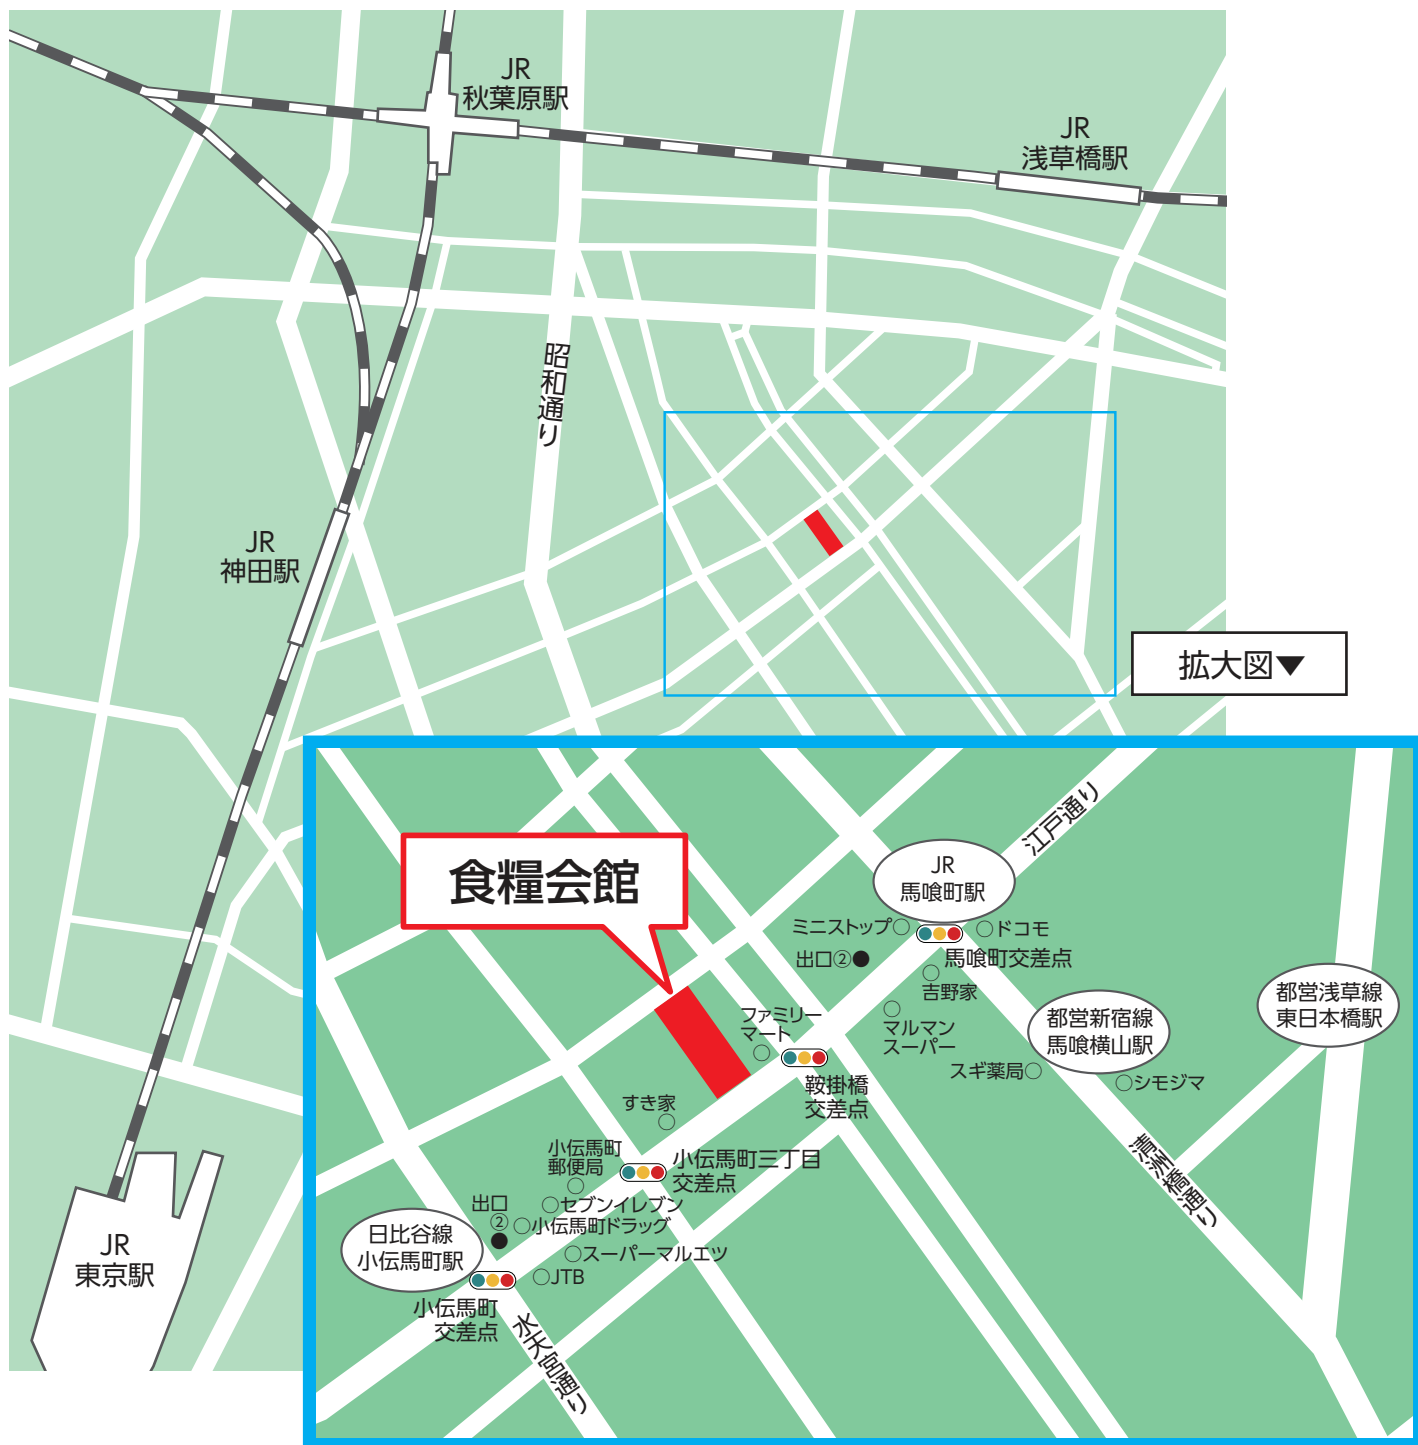 JR
秋葉原駅
JR
浅草橋駅
昭和通り
JR
神田駅
拡大図▼
JR
東京駅
食糧会館
江戸通り
JR
馬喰町駅
ミニストップ○
○ドコモ
出口②●
馬喰町交差点
○
吉野家
○
マルマン
スーパー
都営新宿線
馬喰横山駅
都営浅草線
東日本橋駅
ファミリー
マート
○
スギ薬局○
○シモジマ
鞍掛橋
交差点
すき家
○
小伝馬町
郵便局
○
小伝馬町三丁目
交差点
清洲橋通り
出口
②
●
○セブンイレブン
○小伝馬町ドラッグ
日比谷線
小伝馬町駅
○スーパーマルエツ
○JTB
小伝馬町
交差点
水天宮通り